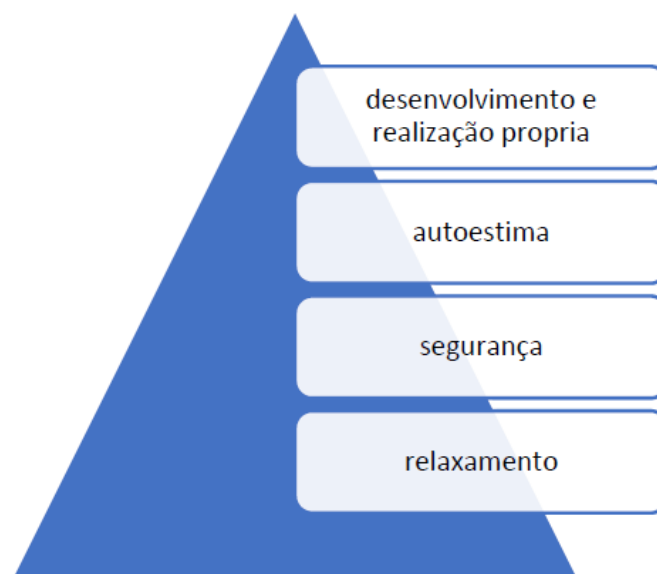 desenvolvimento e
realização propria
autoestima
segurança
relaxamento